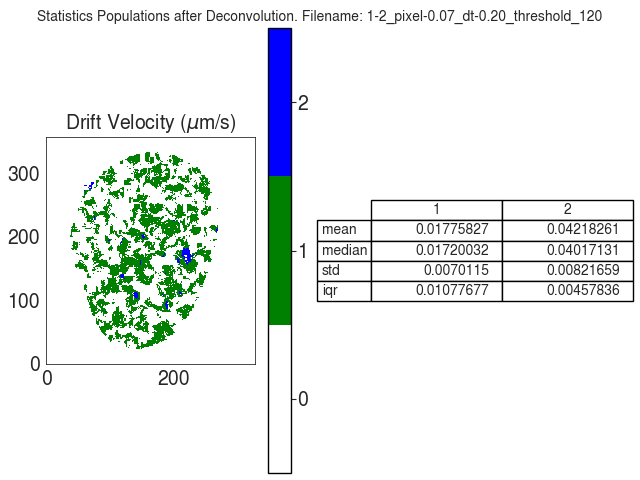 Statistics Populations after Deconvolution. Filename: 1-2_pixel-0.07_dt-0.20_threshold_120
Drift Velocity (μm/s)
300
200
100
0
0 200
2
1
0
1 2
mean 0.01775827 0.04218261
median 0.01720032 0.04017131
std 0.0070115 0.00821659
iqr 0.01077677 0.00457836